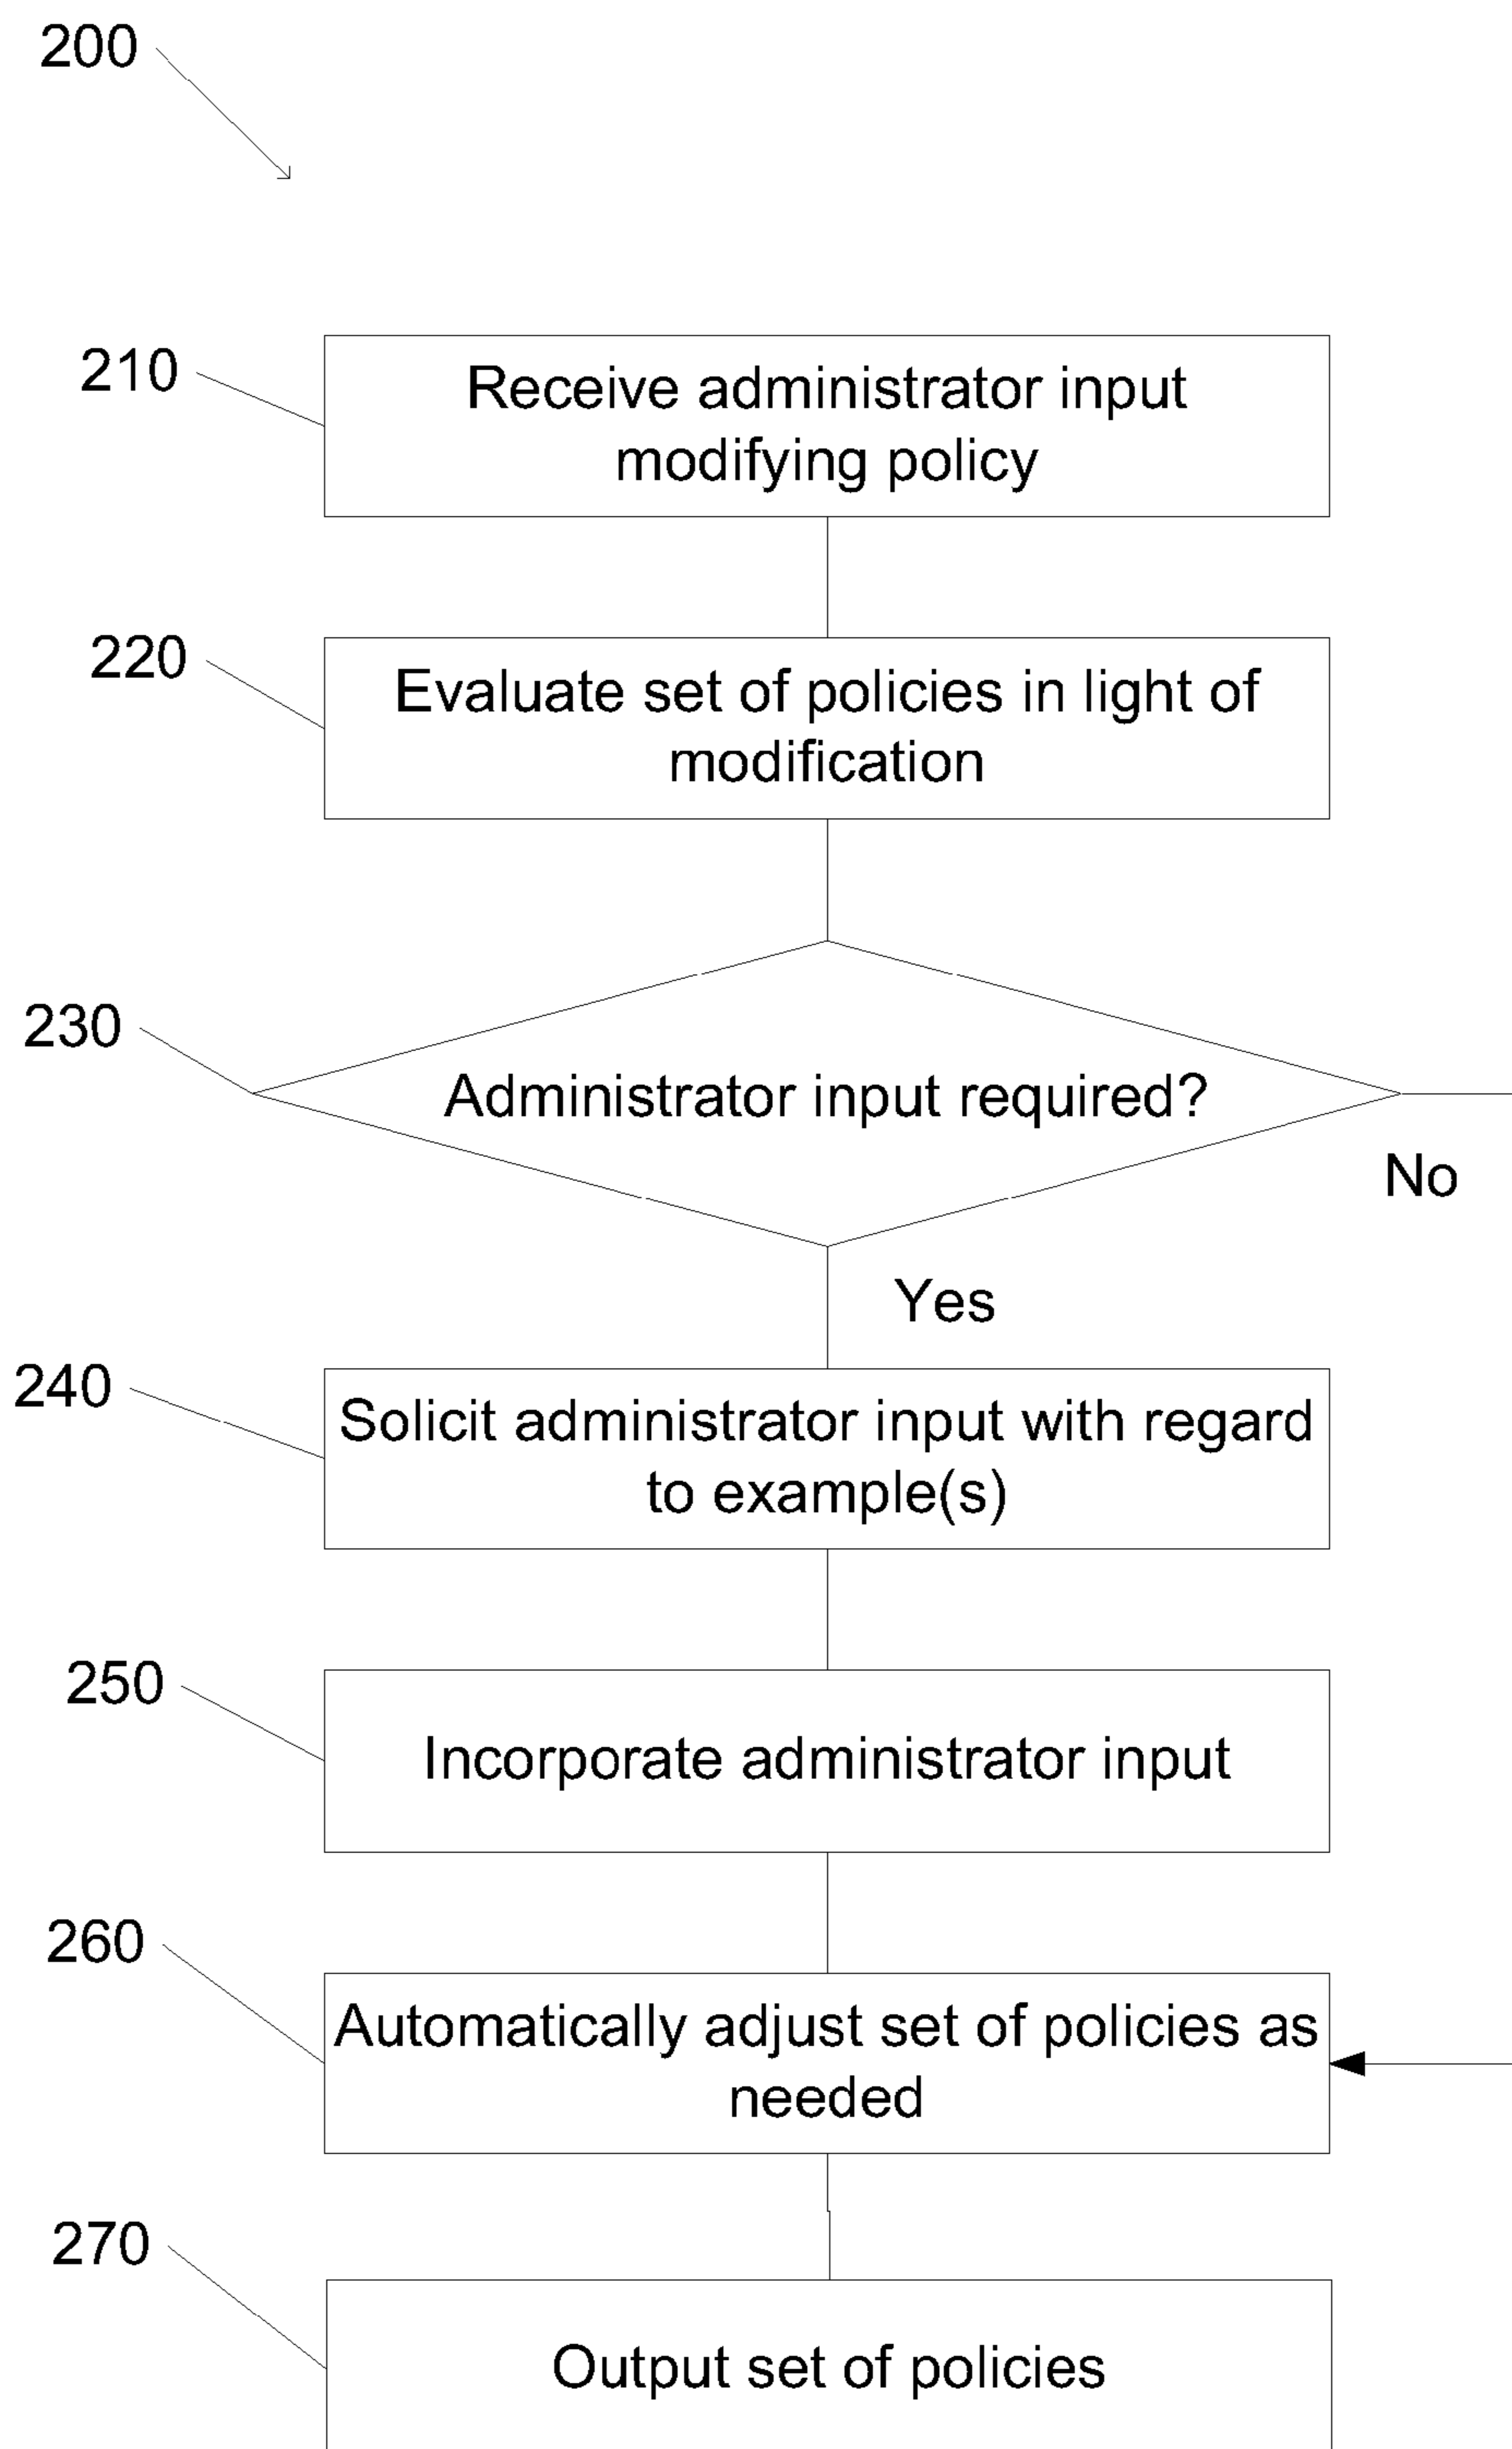 200
210
Receive administrator input
modifying policy
220
Evaluate set of policies in light of
modification
230
Administrator input required?
No
Yes
240
Solicit administrator input with regard
to example(s)
250
Incorporate administrator input
260
Automatically adjust set of policies as
needed
270
Output set of policies